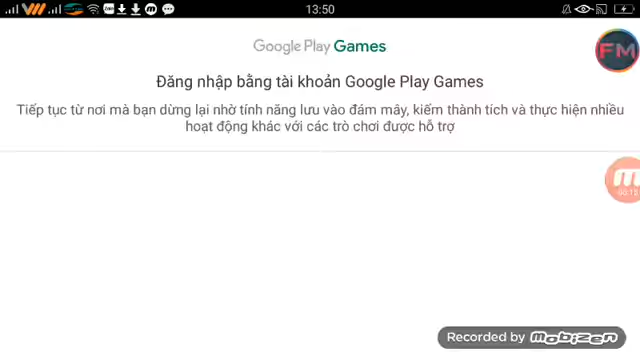 13:50
Google Play Games
FM
Đăng nhập bằng tài khoản Google Play Games
Tiếp tục từ nơi mà bạn dừng lại nhờ tính năng lưu vào đám mây, kiếm thành tích và thực hiện nhiều
hoạt động khác với các trò chơi được hỗ trợ
Recorded by
mobizen